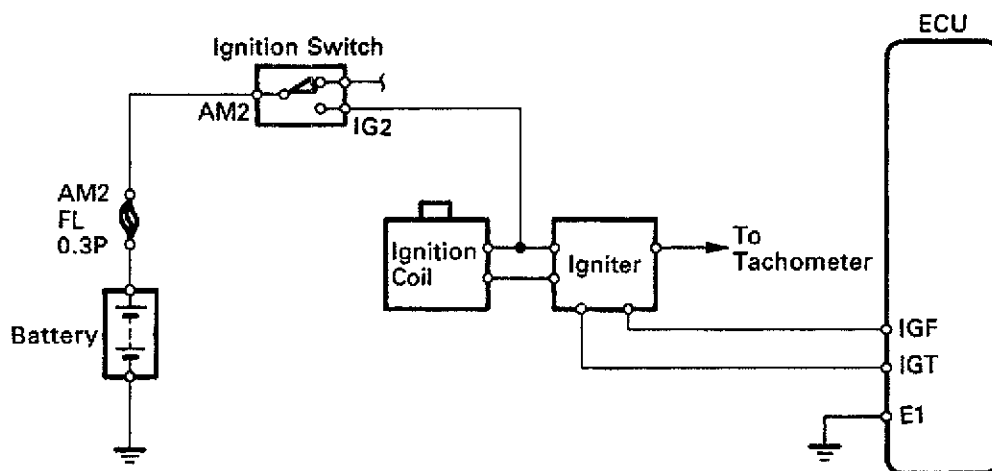 ECU
Ignition Switch
AM2
IG2
AM2
FL
0.3P
Ignition
Coil
Igniter
To
Tachometer
Battery
IGF
IGT
E1